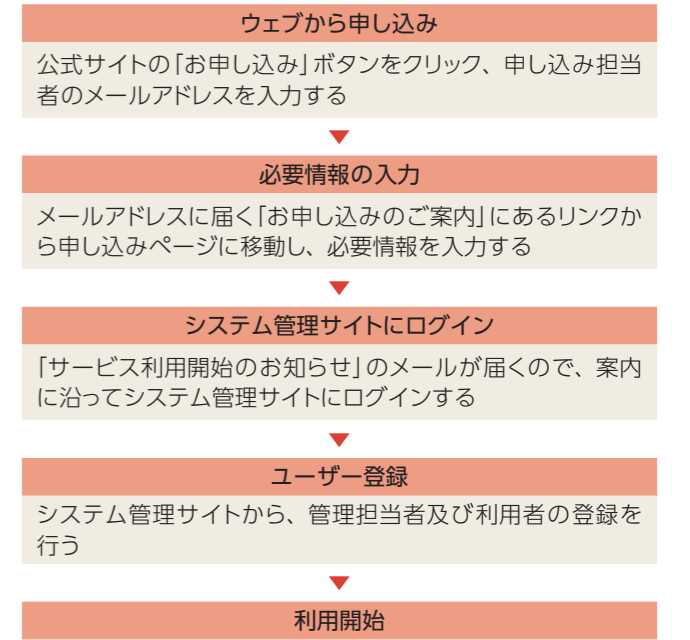 ウェブから申し込み
公式サイトの「お申し込み」ボタンをクリック、申し込み担当
者のメールアドレスを入力する
必要情報の入力
メールアドレスに届く「お申し込みのご案内」にあるリンクか
ら申し込みページに移動し、必要情報を入力する
システム管理サイトにログイン
「サービス利用開始のお知らせ」のメールが届くので、案内
に沿ってシステム管理サイトにログインする
ユーザー登録
システム管理サイトから、管理担当者及び利用者の登録を
行う
利用開始